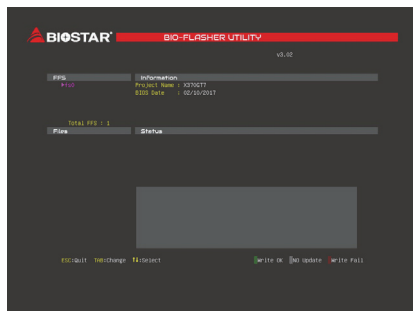 BIOSTAR
BIO-FLASHER UTILITY
v3.02
FFS
Information
fs0
Project Name : X370GT7
BIOS Date : 02/10/2017
Total FFS : 1
Files
Status
ESC:Quit TAB:Change ↑↓:Select
Write OK No Update Write Fail